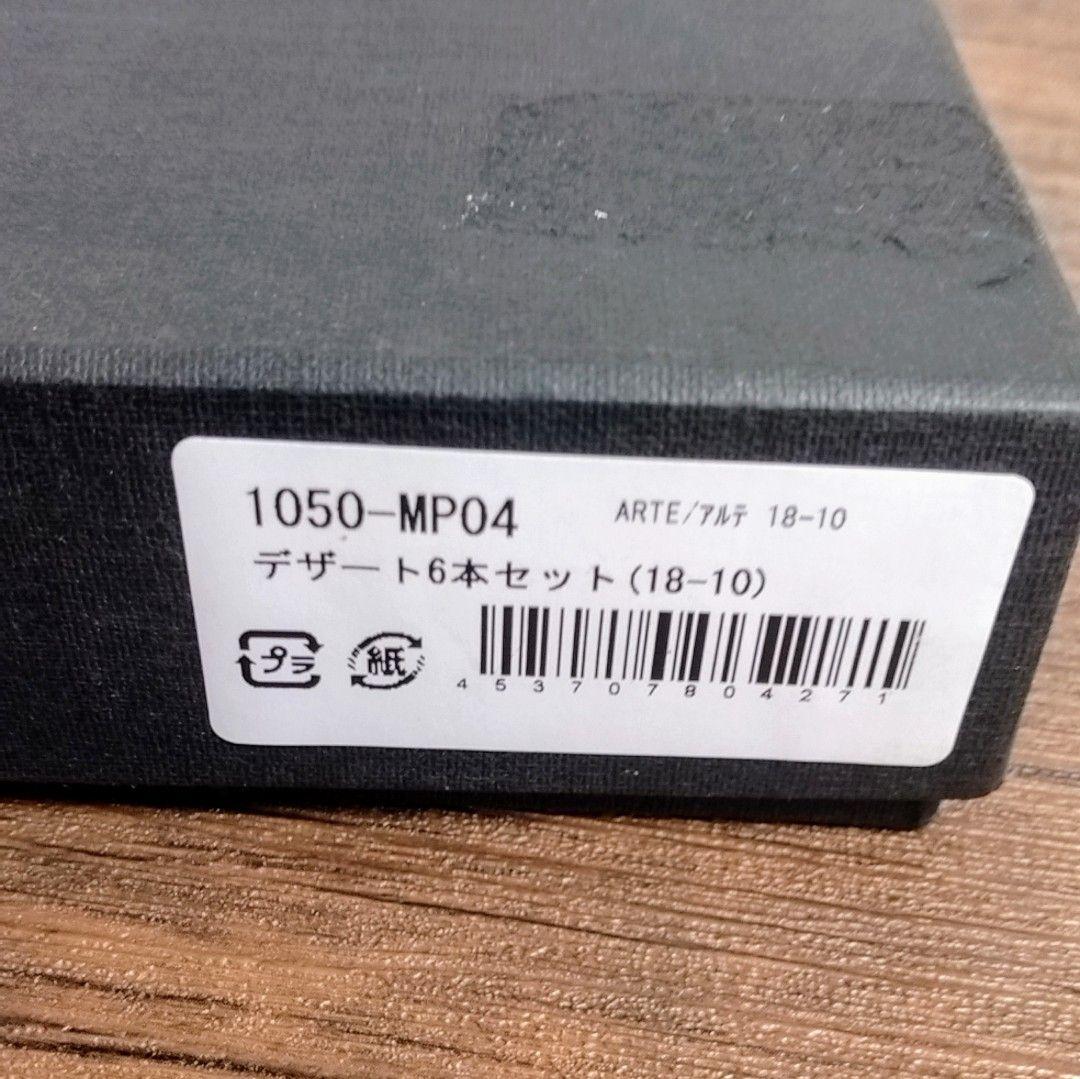 1050-MP04 ARTE/ｱﾙﾃ 18-10
デザート6本セット(18-10)
プラ 紙
453707804271